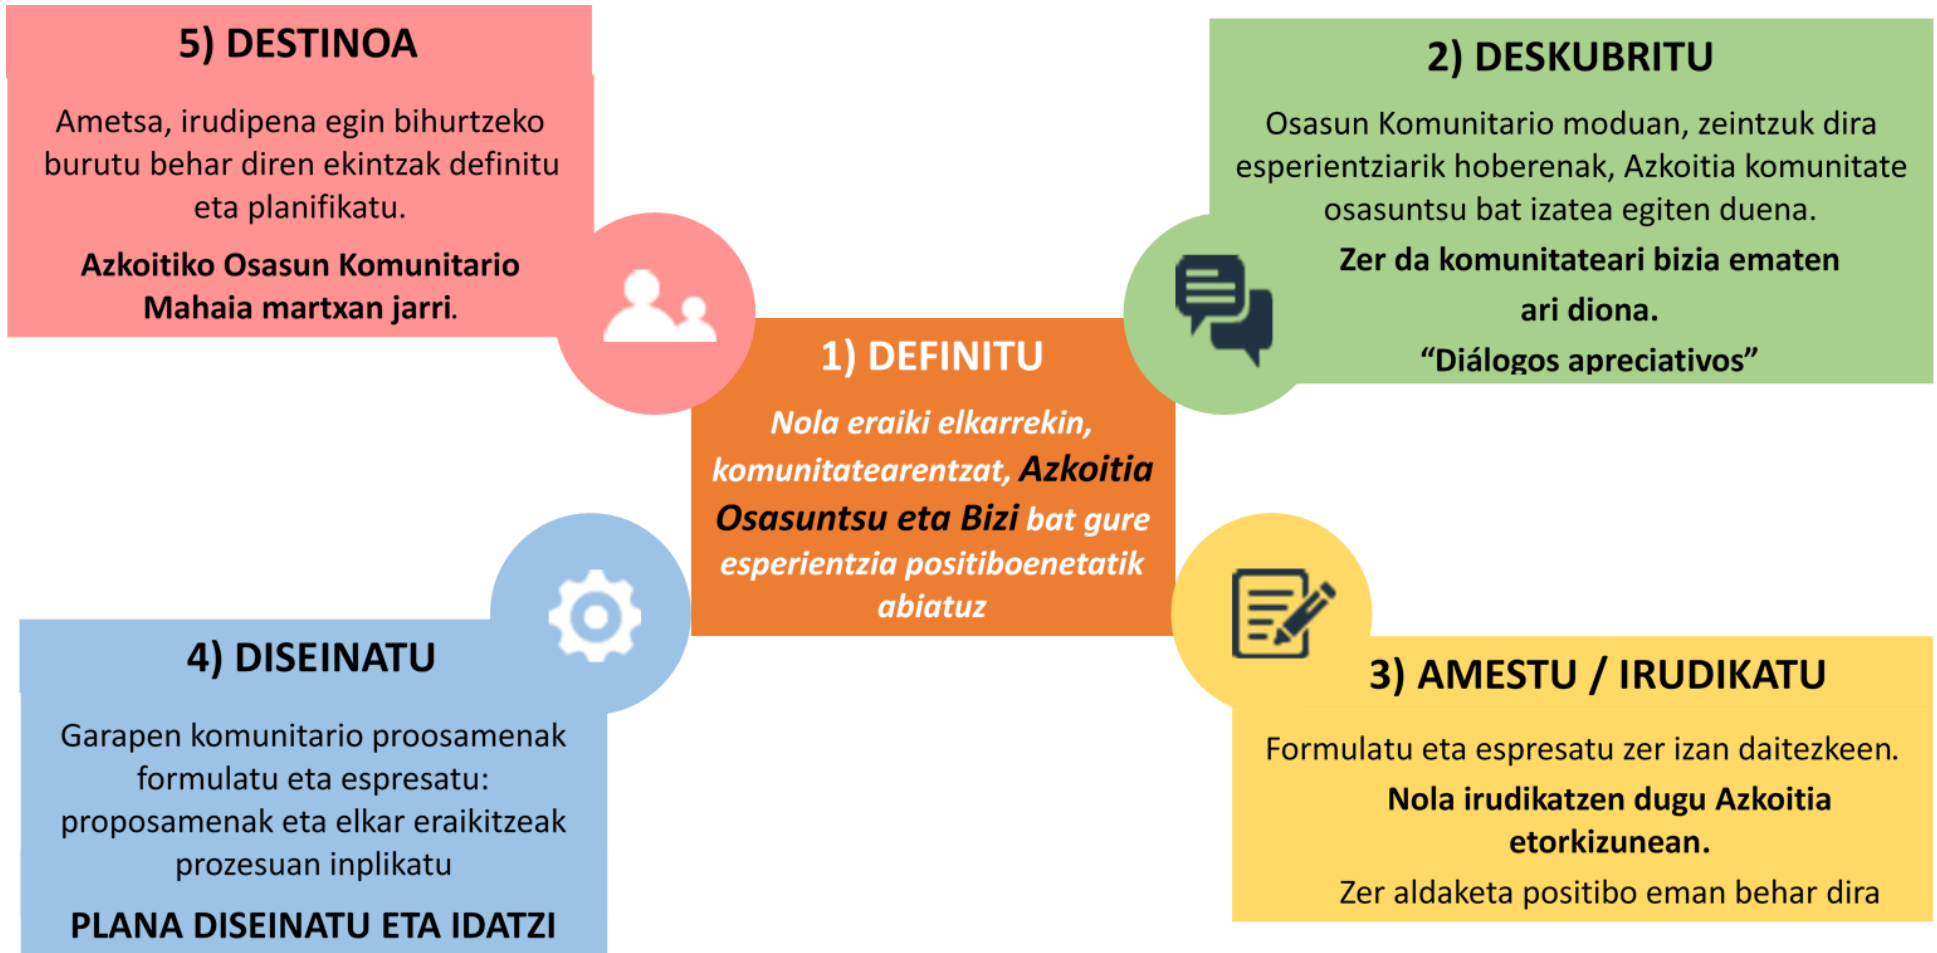 5) DESTINOA
Ametsa, irudipena egin bihurtzeko
burutu behar diren ekintzak definitu
eta planifikatu.
Azkoitiko Osasun Komunitario
Mahaia martxan jarri.
2) DESKUBRITU
Osasun Komunitario moduan, zeintzuk dira
esperientziarik hoberenak, Azkoitia komunitate
osasuntsu bat izatea egiten duena.
Zer da komunitateari bizia ematen
ari diona.
“Diálogos apreciativos”
1) DEFINITU
Nola eraiki elkarrekin,
komunitatearentzat, Azkoitia
Osasuntsu eta Bizi bat gure
esperientzia positiboenetatik
abiatuz
4) DISEINATU
Garapen komunitario proosamenak
formulatu eta espresatu:
proposamenak eta elkar eraikitzeak
prozesuan inplikatu
PLANA DISEINATU ETA IDATZI
3) AMESTU / IRUDIKATU
Formulatu eta espresatu zer izan daitezkeen.
Nola irudikatzen dugu Azkoitia
etorkizunean.
Zer aldaketa positibo eman behar dira